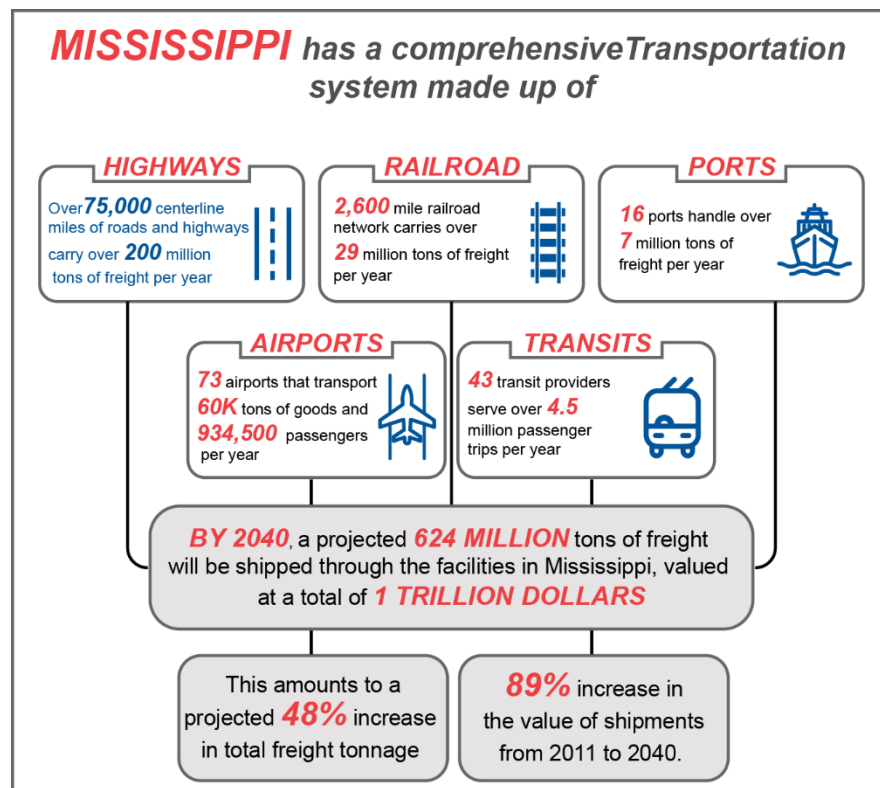 MISSISSIPPI has a comprehensiveTransportation
system made up of
HIGHWAYS
Over 75,000 centerline
miles of roads and highways
carry over 200 million
tons of freight per year
RAILROAD
2,600 mile railroad
network carries over
29 million tons of freight
per year
PORTS
16 ports handle over
7 million tons of
freight per year
AIRPORTS
73 airports that transport
60K tons of goods and
934,500 passengers
per year
TRANSITS
43 transit providers
serve over 4.5
million passenger
trips per year
BY 2040, a projected 624 MILLION tons of freight
will be shipped through the facilities in Mississippi, valued
at a total of 1 TRILLION DOLLARS
This amounts to a
projected 48% increase
in total freight tonnage
89% increase in
the value of shipments
from 2011 to 2040.